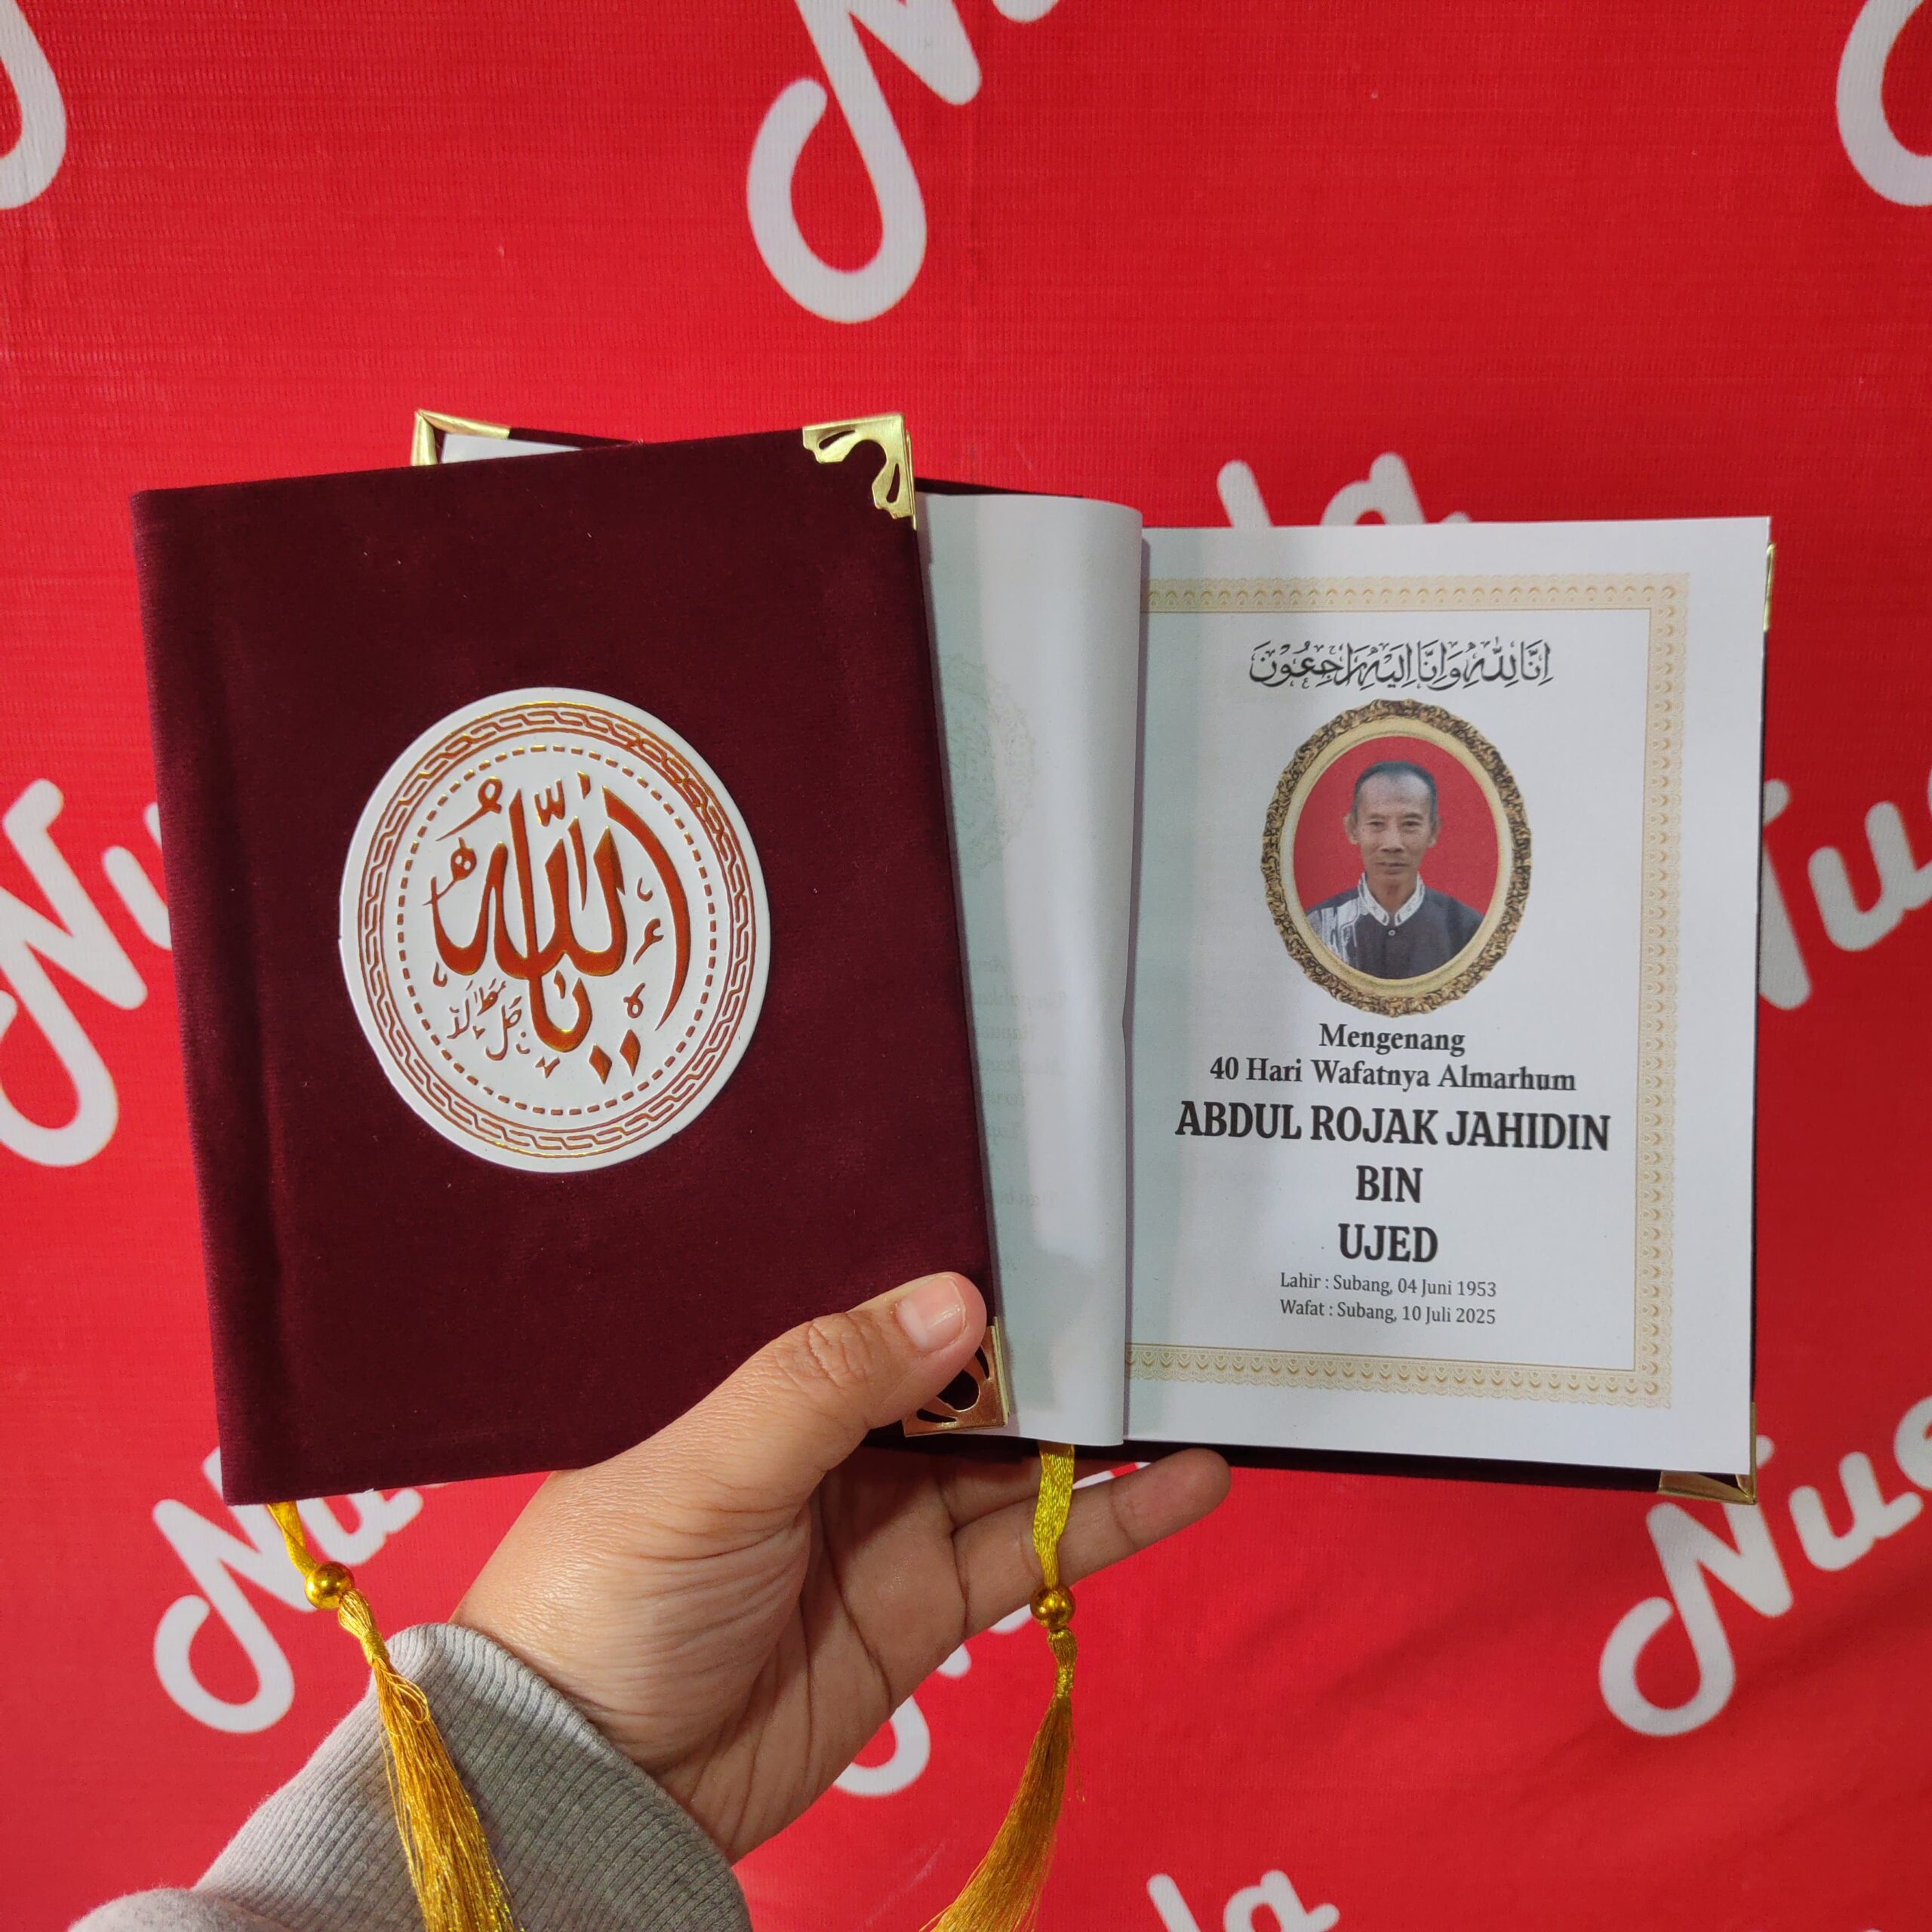 الله
جل جلاله
إِنَّا لِلّٰهِ وَإِنَّا إِلَيْهِ رَاجِعُوْنَ
Mengenang
40 Hari Wafatnya Almarhum
ABDUL ROJAK JAHIDIN
BIN
UJED
Lahir : Subang, 04 Juni 1953
Wafat : Subang, 10 Juli 2025